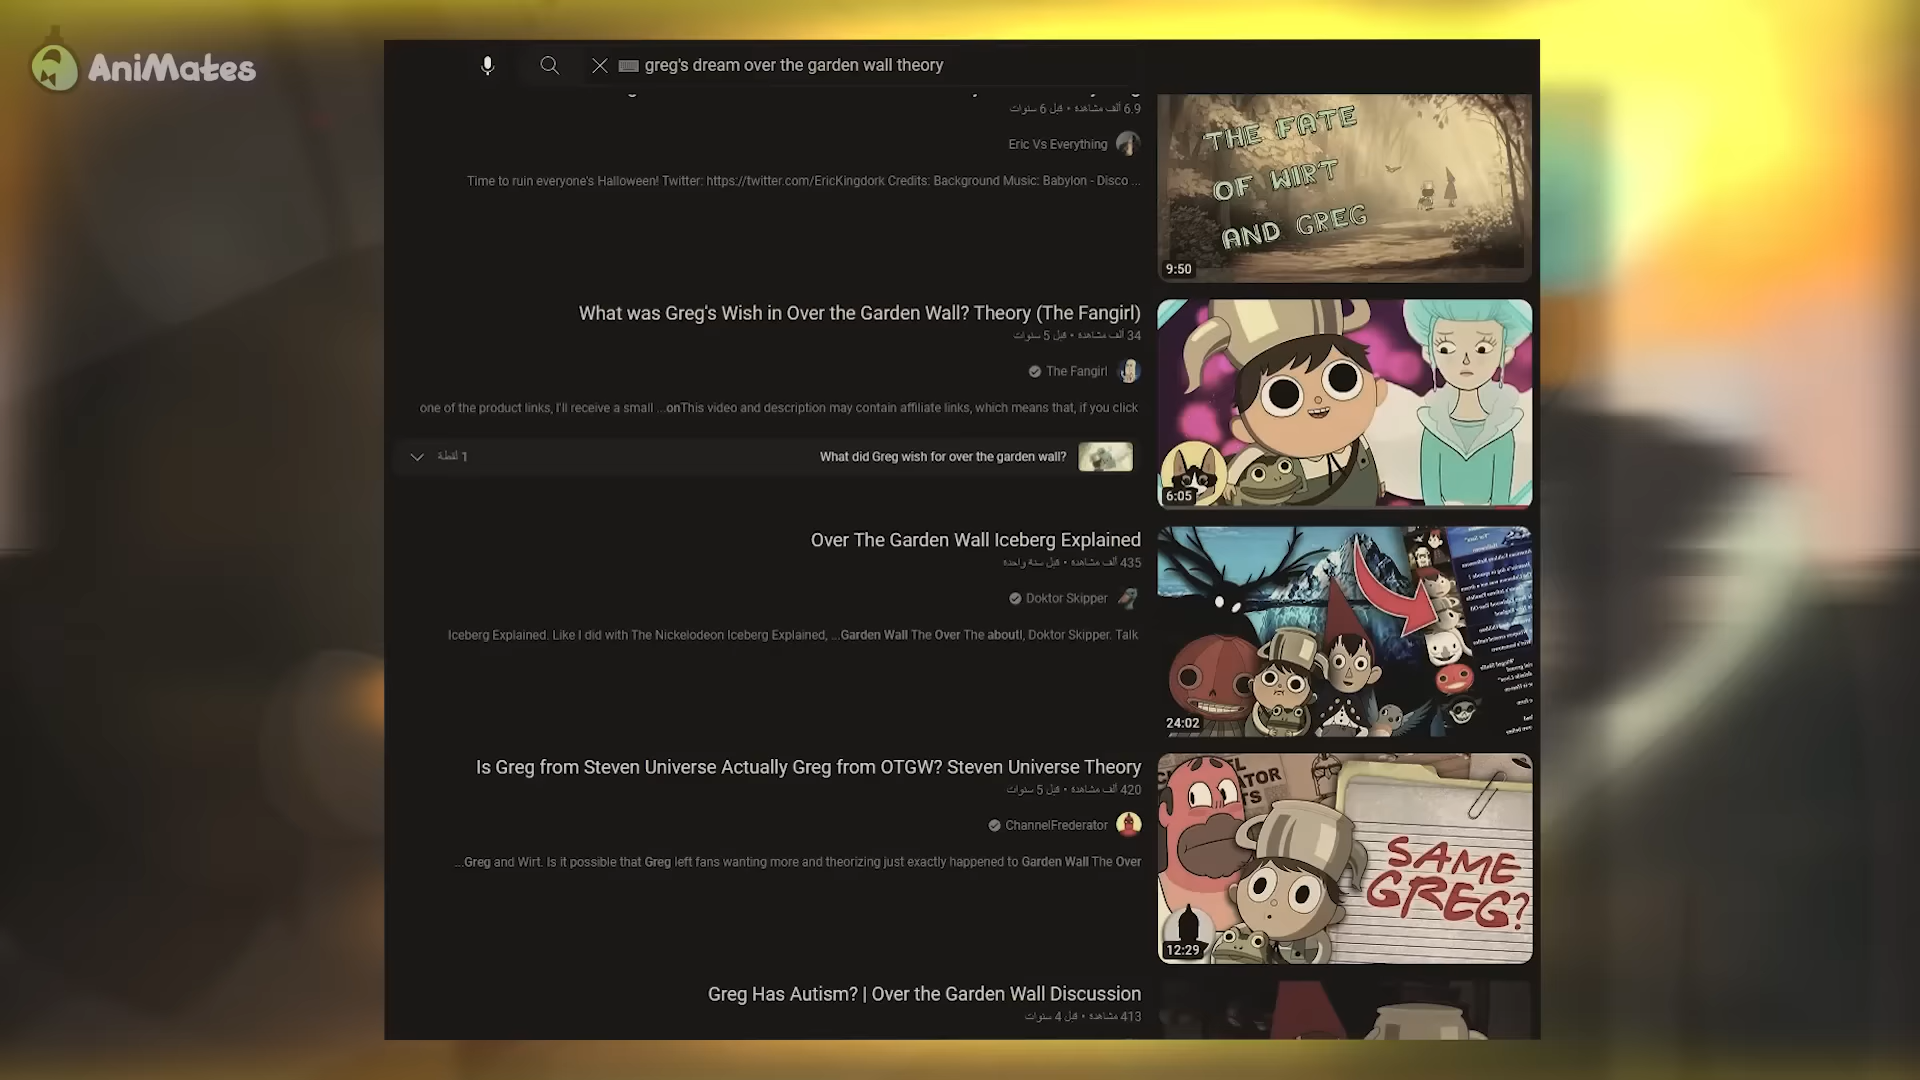 AniMates
greg's dream over the garden wall theory
6.9 ألف مشاهدة • قبل 6 سنوات
Eric Vs Everything
Time to ruin everyone's Halloween! Twitter: https://twitter.com/EricKingdork Credits: Background Music: Babylon - Disco ...
THE FATE
OF WIRT
AND GREG
9:50
What was Greg's Wish in Over the Garden Wall? Theory (The Fangirl)
34 ألف مشاهدة • قبل 5 سنوات
The Fangirl
one of the product links, I'll receive a small ...onThis video and description may contain affiliate links, which means that, if you click
1 لقطة
What did Greg wish for over the garden wall?
6:05
Over The Garden Wall Iceberg Explained
435 ألف مشاهدة • قبل سنة واحدة
Doktor Skipper
Iceberg Explained. Like I did with The Nickelodeon Iceberg Explained, ...Garden Wall The Over The aboutI, Doktor Skipper. Talk
24:02
Is Greg from Steven Universe Actually Greg from OTGW? Steven Universe Theory
420 ألف مشاهدة • قبل 5 سنوات
ChannelFrederator
...Greg and Wirt. Is it possible that Greg left fans wanting more and theorizing just exactly happened to Garden Wall The Over
SAME
GREG?
12:29
Greg Has Autism? | Over the Garden Wall Discussion
413 مشاهدة • قبل 4 سنوات